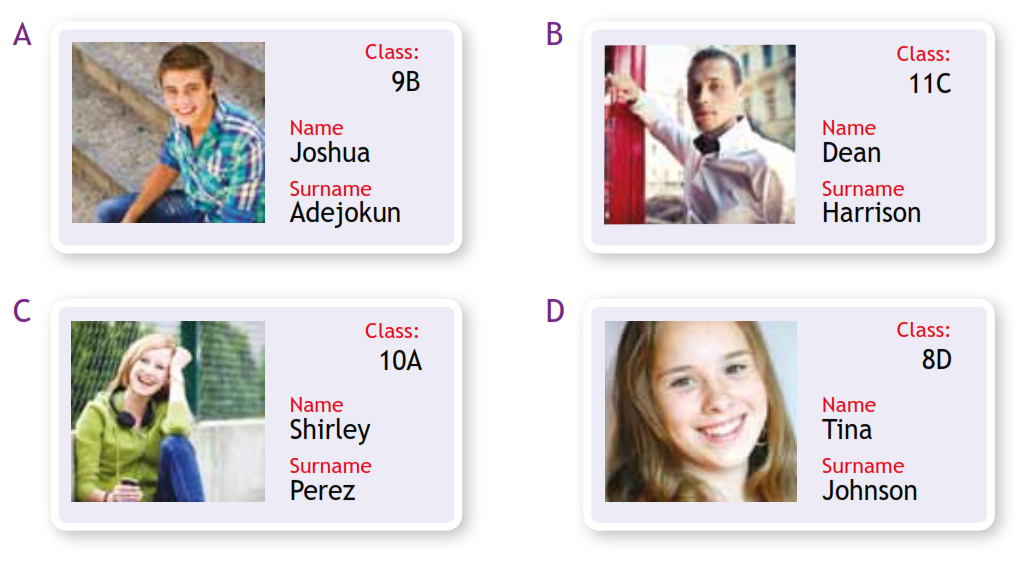 A
Class:
9B
Name
Joshua
Surname
Adejokun
B
Class:
11C
Name
Dean
Surname
Harrison
C
Class:
10A
Name
Shirley
Surname
Perez
D
Class:
8D
Name
Tina
Surname
Johnson